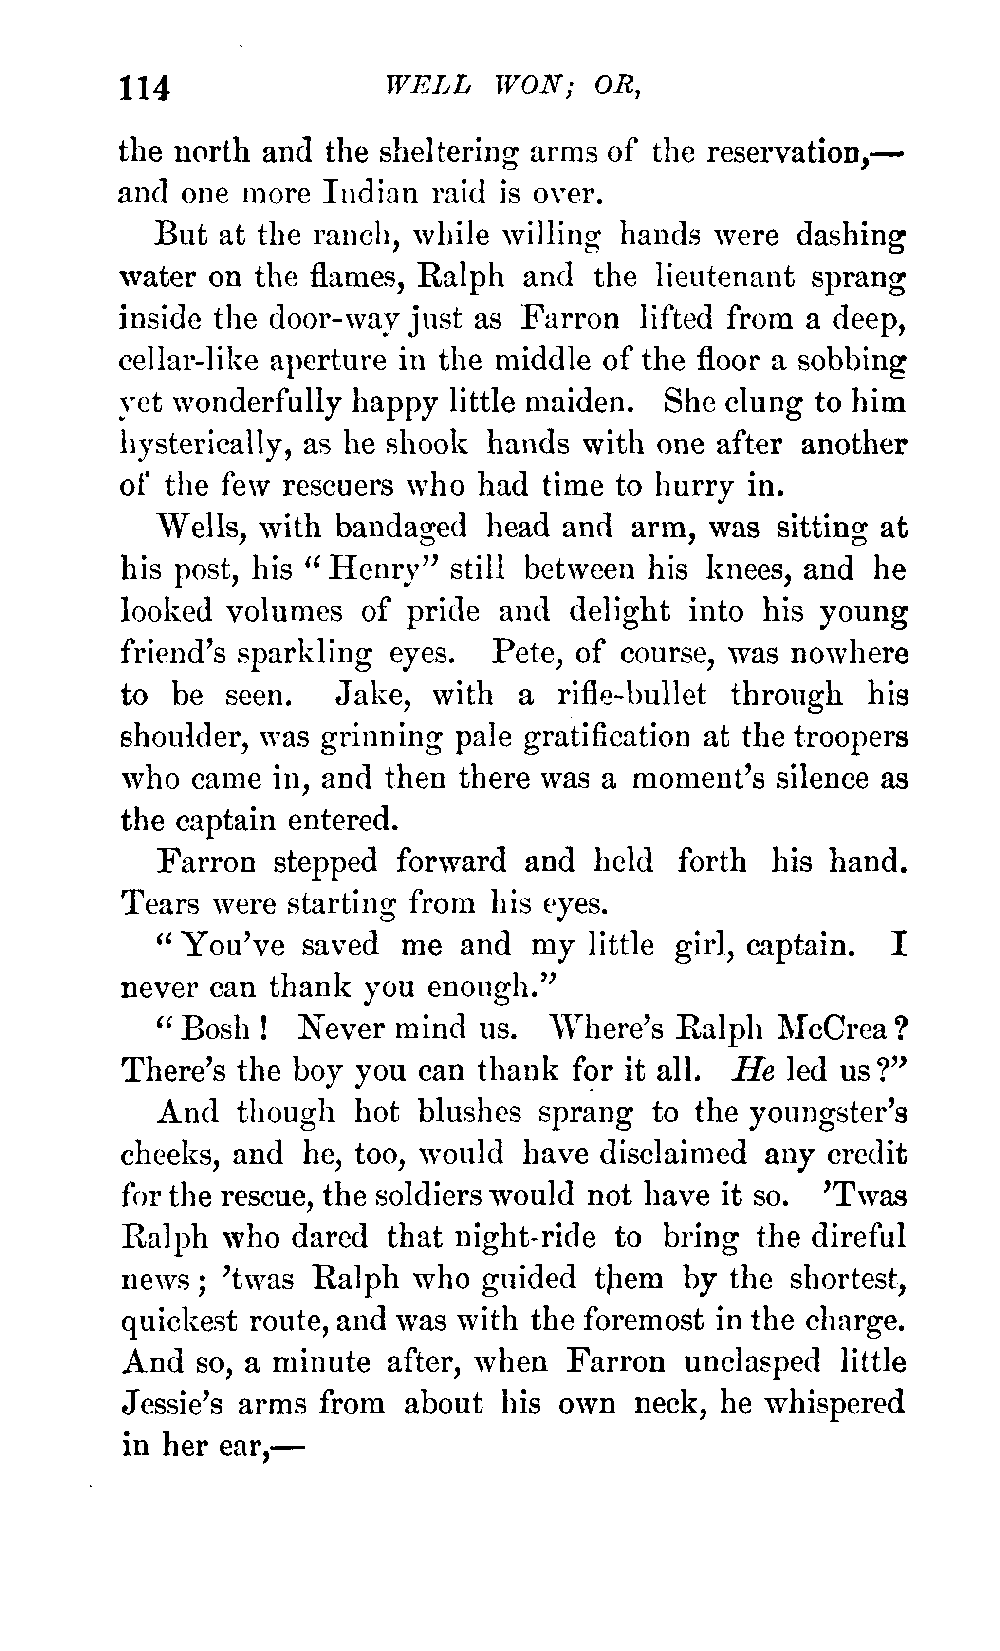 114 WELL WON; OR,
the north and the sheltering arms of the reservation,—
and one more Indian raid is over.
But at the ranch, while willing hands were dashing
water on the flames, Ralph and the lieutenant sprang
inside the door-way just as Farron lifted from a deep,
cellar-like aperture in the middle of the floor a sobbing
yet wonderfully happy little maiden. She clung to him
hysterically, as he shook hands with one after another
of the few rescuers who had time to hurry in.
Wells, with bandaged head and arm, was sitting at
his post, his "Henry" still between his knees, and he
looked volumes of pride and delight into his young
friend's sparkling eyes. Pete, of course, was nowhere
to be seen. Jake, with a rifle-bullet through his
shoulder, was grinning pale gratification at the troopers
who came in, and then there was a moment's silence as
the captain entered.
Farron stepped forward and held forth his hand.
Tears were starting from his eyes.
"You've saved me and my little girl, captain. I
never can thank you enough."
"Bosh! Never mind us. Where's Ralph McCrea?
There's the boy you can thank for it all. He led us?"
And though hot blushes sprang to the youngster's
cheeks, and he, too, would have disclaimed any credit
for the rescue, the soldiers would not have it so. 'Twas
Ralph who dared that night-ride to bring the direful
news; 'twas Ralph who guided them by the shortest,
quickest route, and was with the foremost in the charge.
And so, a minute after, when Farron unclasped little
Jessie's arms from about his own neck, he whispered
in her ear,—